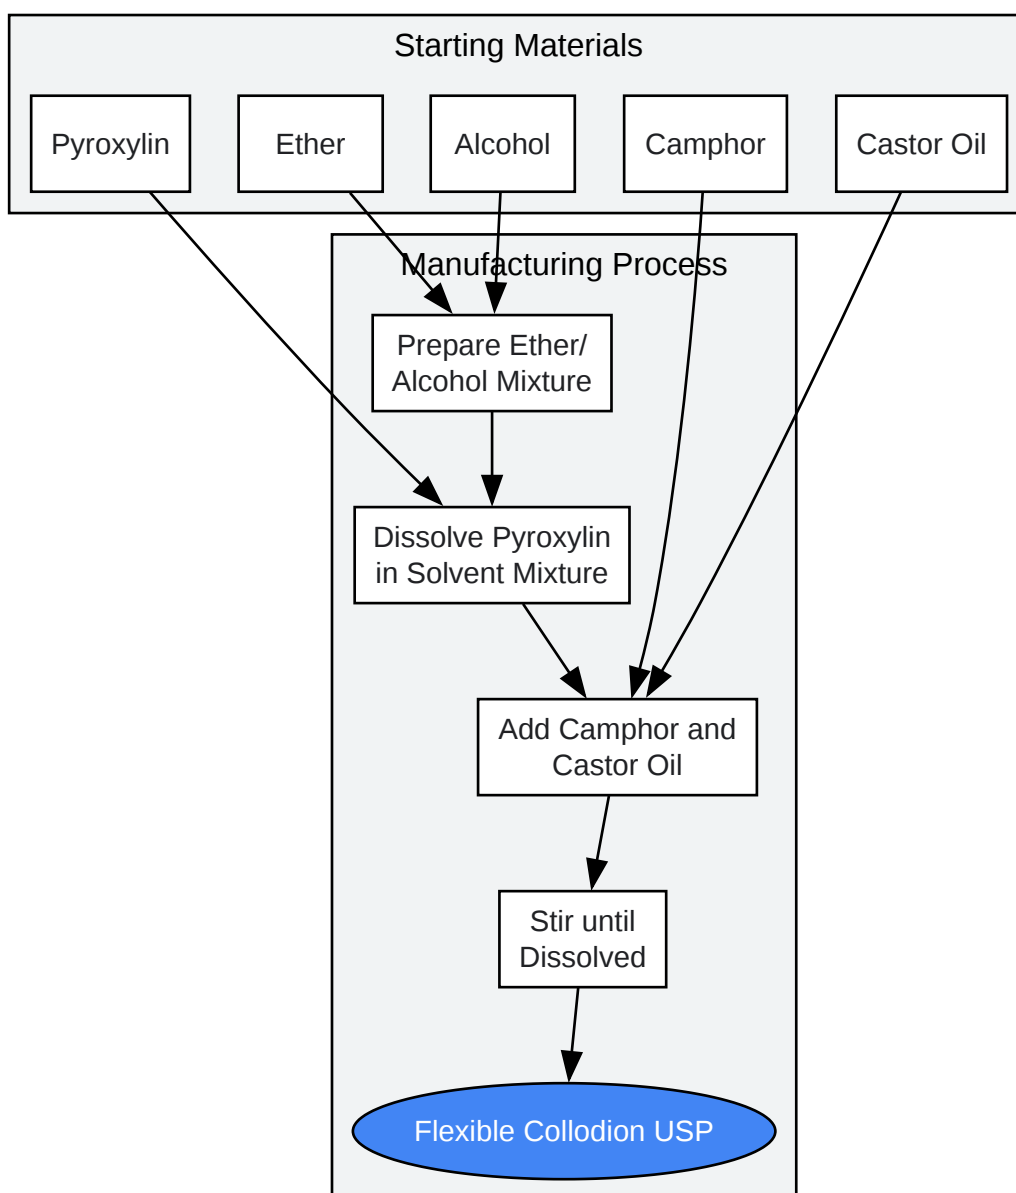 Starting Materials
Pyroxylin
Ether
Alcohol
Camphor
Castor Oil
Manufacturing Process
Prepare Ether/
Alcohol Mixture
Dissolve Pyroxylin
in Solvent Mixture
Add Camphor and
Castor Oil
Stir until
Dissolved
Flexible Collodion USP